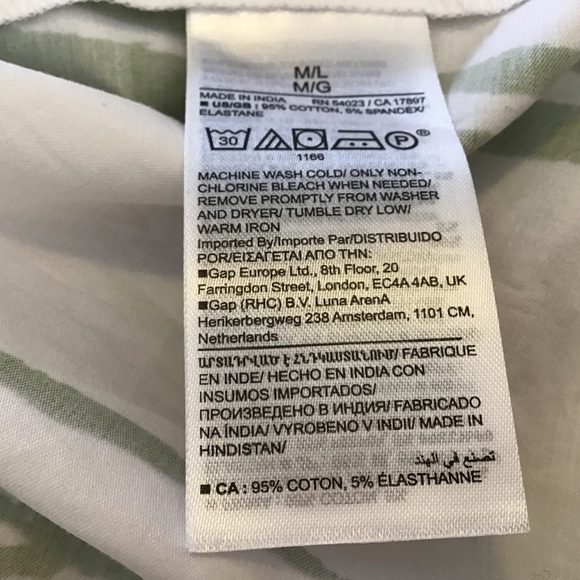 M/L
M/G
MADE IN INDIA RN 54023 / CA 17897
■ US/GB : 95% COTTON, 5% SPANDEX/
ELASTANE
30 P ®
1166
MACHINE WASH COLD/ ONLY NON-
CHLORINE BLEACH WHEN NEEDED/
REMOVE PROMPTLY FROM WASHER
AND DRYER/ TUMBLE DRY LOW/
WARM IRON
Imported By/Importe Par/DISTRIBUIDO
POR/ΕΙΣΑΓΕΤΑΙ ΑΠΟ ΤΗΝ:
■Gap Europe Ltd., 8th Floor, 20
Farringdon Street, London, EC4A 4AB, UK
■Gap (RHC) B.V. Luna ArenA
Herikerbergweg 238 Amsterdam, 1101 CM,
Netherlands
ԱՐՏԱԴՐՎԱԾ Է ՀՆԴԿԱՍՏԱՆՈՒՄ/ FABRIQUE
EN INDE/ HECHO EN INDIA CON
INSUMOS IMPORTADOS/
ПРОИЗВЕДЕНО В ИНДИЯ/ FABRICADO
NA ÍNDIA/ VYROBENO V INDII/ MADE IN
HINDISTAN/
تصنع في الهند
■ CA : 95% COTON, 5% ÉLASTHANNE